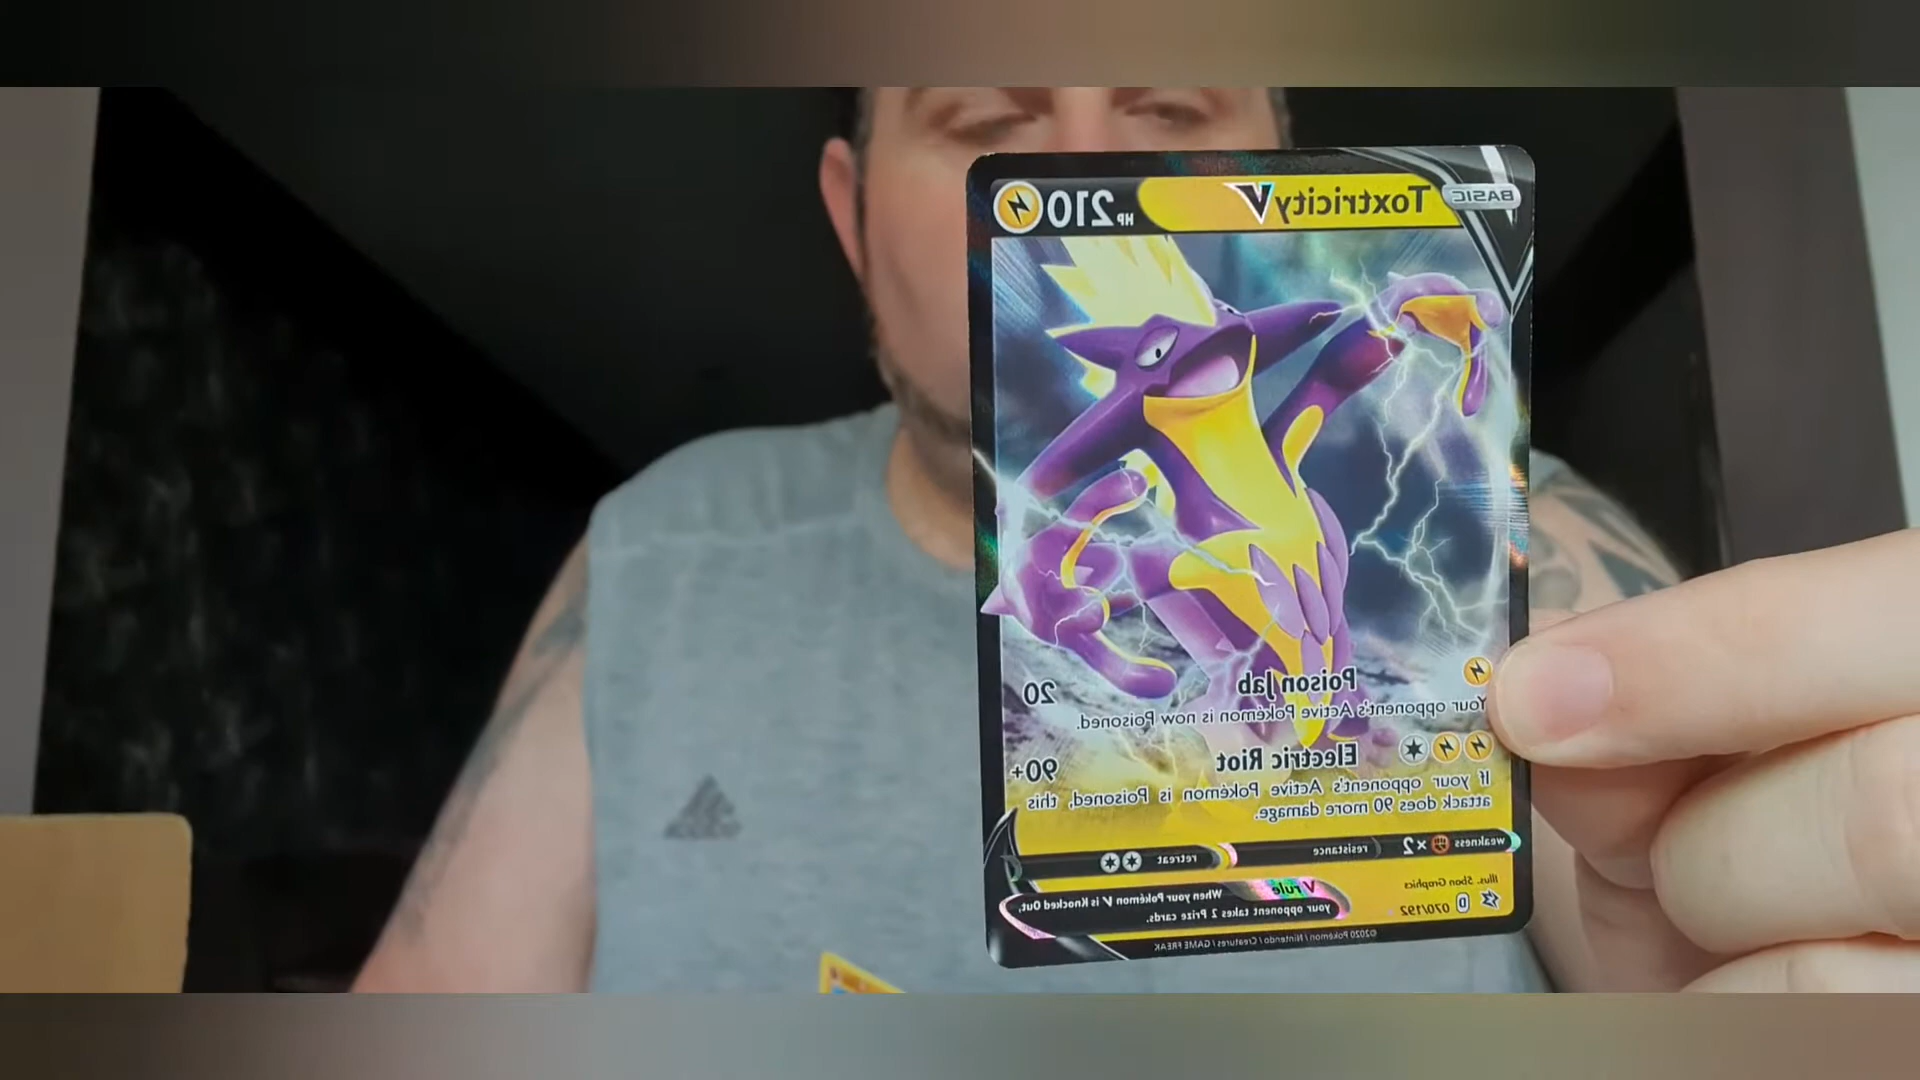 BASIC Toxtricity V HP 210
Poison Jab 20
Your opponent's Active Pokémon is now Poisoned.
Electric Riot 90+
If your opponent's Active Pokémon is Poisoned, this
attack does 90 more damage.
weakness ×2 resistance retreat
Illus. 5ban Graphics
D 070/192
V rule When your Pokémon V is Knocked Out,
your opponent takes 2 Prize cards.
©2020 Pokémon / Nintendo / Creatures / GAME FREAK